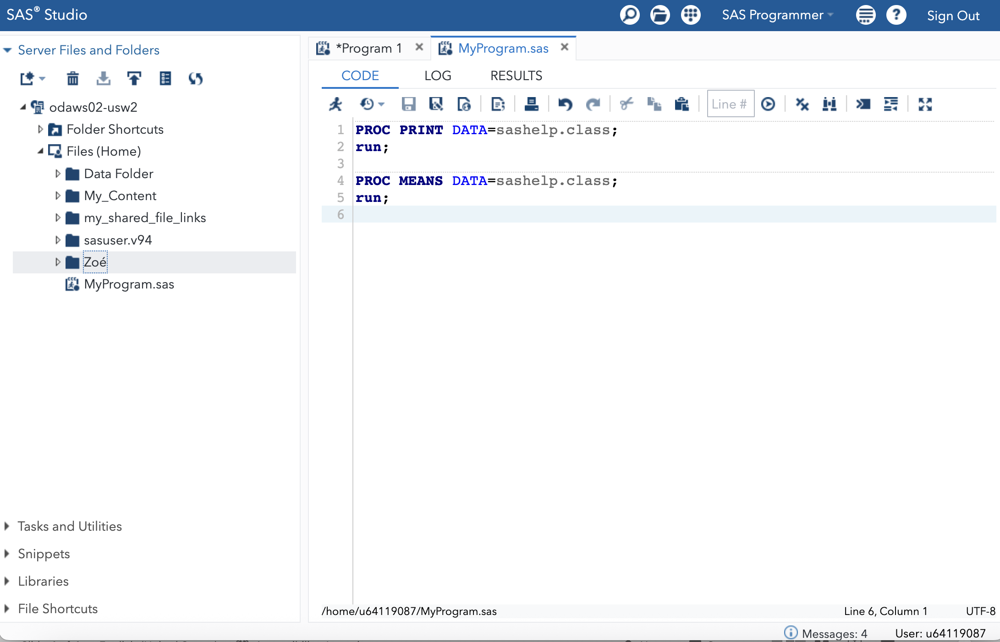 SAS® Studio
SAS Programmer
Sign Out
Server Files and Folders
odaws02-usw2
Folder Shortcuts
Files (Home)
Data Folder
My_Content
my_shared_file_links
sasuser.v94
Zoé
MyProgram.sas
Tasks and Utilities
Snippets
Libraries
File Shortcuts
*Program 1
MyProgram.sas
CODE LOG RESULTS
Line #
1 PROC PRINT DATA=sashelp.class;
2 run;
3
4 PROC MEANS DATA=sashelp.class;
5 run;
6
/home/u64119087/MyProgram.sas
Line 6, Column 1
UTF-8
Messages: 4
User: u64119087